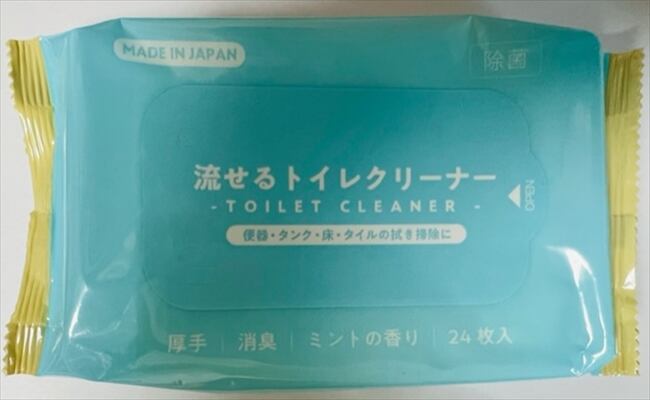 MADE IN JAPAN
除菌
流せるトイレクリーナー
- TOILET CLEANER -
OPEN
便器・タンク・床・タイルの拭き掃除に
厚手 | 消臭 | ミントの香り | 24枚入